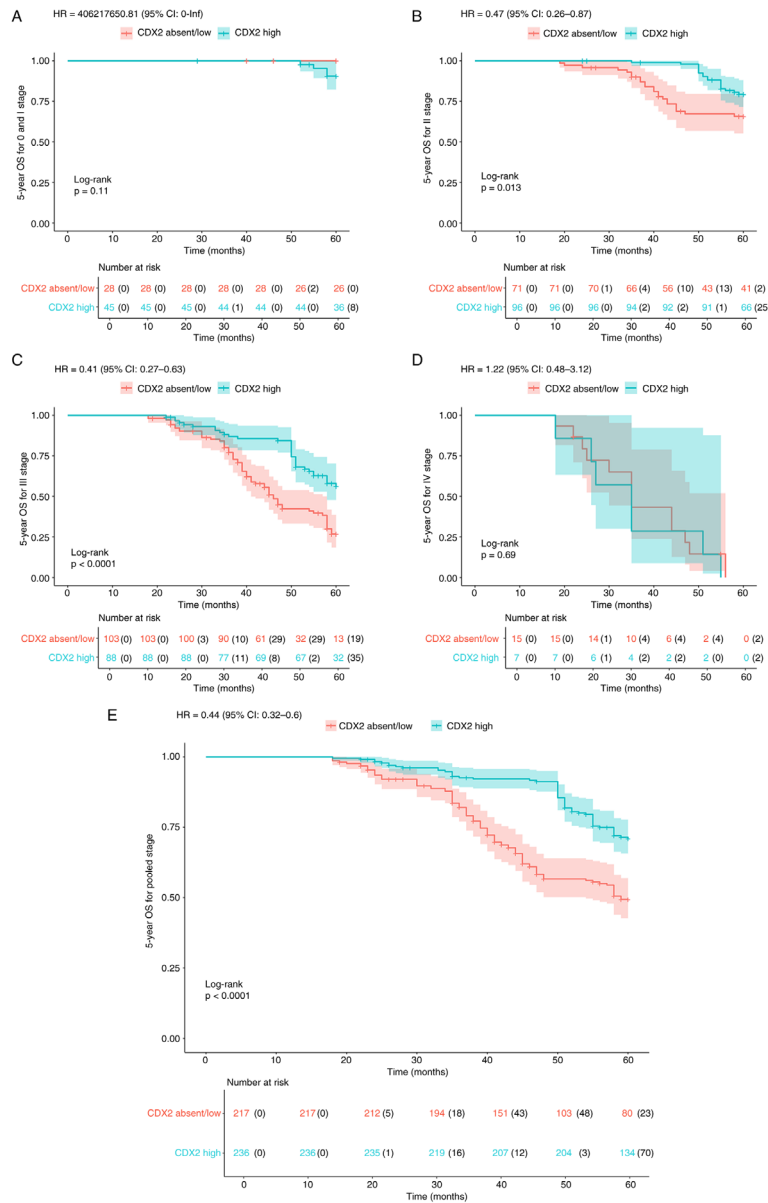 A
HR = 406217650.81 (95% CI: 0-Inf)
CDX2 absent/low CDX2 high
5-year OS for 0 and I stage
1.00
0.75
0.50
0.25
0.00
Log-rank
p = 0.11
0 10 20 30 40 50 60
Time (months)
Number at risk
CDX2 absent/low 28 (0) 28 (0) 28 (0) 28 (0) 28 (0) 26 (2) 26 (0)
CDX2 high 45 (0) 45 (0) 45 (0) 44 (1) 44 (0) 44 (0) 36 (8)
0 10 20 30 40 50 60
Time (months)
B
HR = 0.47 (95% CI: 0.26–0.87)
CDX2 absent/low CDX2 high
5-year OS for II stage
1.00
0.75
0.50
0.25
0.00
Log-rank
p = 0.013
0 10 20 30 40 50 60
Time (months)
Number at risk
CDX2 absent/low 71 (0) 71 (0) 70 (1) 66 (4) 56 (10) 43 (13) 41 (2)
CDX2 high 96 (0) 96 (0) 96 (0) 94 (2) 92 (2) 91 (1) 66 (25
0 10 20 30 40 50 60
Time (months)
C
HR = 0.41 (95% CI: 0.27–0.63)
CDX2 absent/low CDX2 high
5-year OS for III stage
1.00
0.75
0.50
0.25
0.00
Log-rank
p < 0.0001
0 10 20 30 40 50 60
Time (months)
Number at risk
CDX2 absent/low 103 (0) 103 (0) 100 (3) 90 (10) 61 (29) 32 (29) 13 (19)
CDX2 high 88 (0) 88 (0) 88 (0) 77 (11) 69 (8) 67 (2) 32 (35)
0 10 20 30 40 50 60
Time (months)
D
HR = 1.22 (95% CI: 0.48–3.12)
CDX2 absent/low CDX2 high
5-year OS for IV stage
1.00
0.75
0.50
0.25
0.00
Log-rank
p = 0.69
0 10 20 30 40 50 60
Time (months)
Number at risk
CDX2 absent/low 15 (0) 15 (0) 14 (1) 10 (4) 6 (4) 2 (4) 0 (2)
CDX2 high 7 (0) 7 (0) 6 (1) 4 (2) 2 (2) 2 (0) 0 (2)
0 10 20 30 40 50 60
Time (months)
E
HR = 0.44 (95% CI: 0.32–0.6)
CDX2 absent/low CDX2 high
5-year OS for pooled stage
1.00
0.75
0.50
0.25
0.00
Log-rank
p < 0.0001
0 10 20 30 40 50 60
Time (months)
Number at risk
CDX2 absent/low 217 (0) 217 (0) 212 (5) 194 (18) 151 (43) 103 (48) 80 (23)
CDX2 high 236 (0) 236 (0) 235 (1) 219 (16) 207 (12) 204 (3) 134 (70)
0 10 20 30 40 50 60
Time (months)